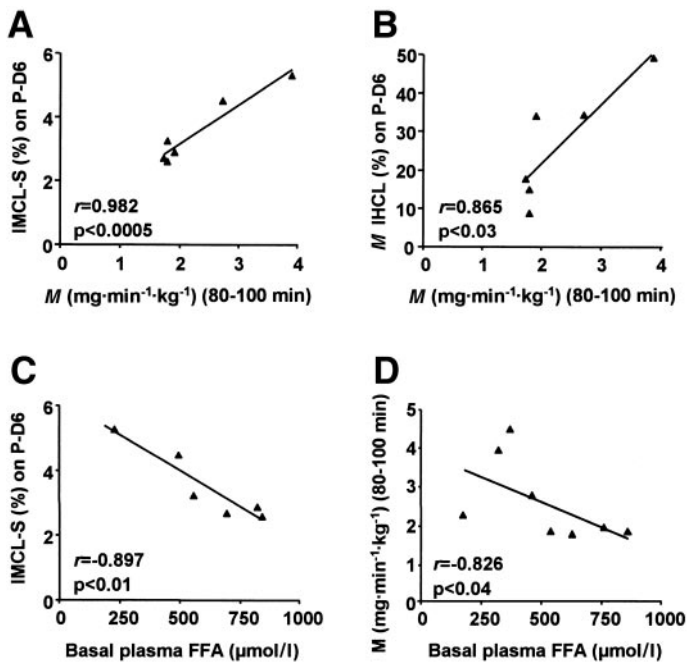 A
IMCL-S (%) on P-D6
6
4
2
0
r=0.982
p<0.0005
0
1
2
3
4
M (mg·min⁻¹·kg⁻¹) (80-100 min)
B
M IHCL (%) on P-D6
50
40
30
20
10
0
r=0.865
p<0.03
0
1
2
3
4
M (mg·min⁻¹·kg⁻¹) (80-100 min)
C
IMCL-S (%) on P-D6
6
4
2
0
r=-0.897
p<0.01
0
250
500
750
1000
Basal plasma FFA (µmol/l)
D
M (mg·min⁻¹·kg⁻¹) (80-100 min)
5
4
3
2
1
0
r=-0.826
p<0.04
0
250
500
750
1000
Basal plasma FFA (µmol/l)